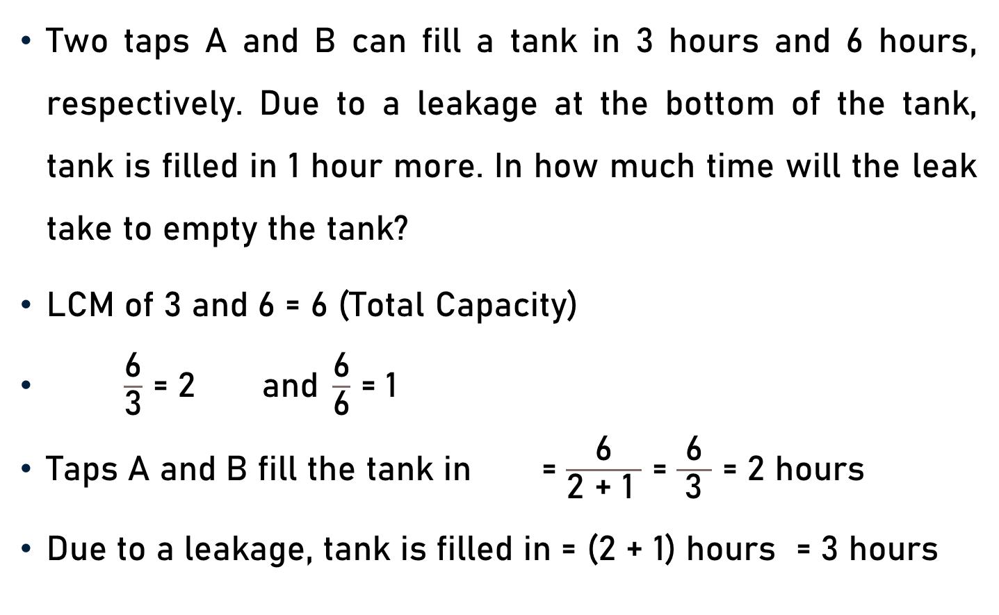 • Two taps A and B can fill a tank in 3 hours and 6 hours,
respectively. Due to a leakage at the bottom of the tank,
tank is filled in 1 hour more. In how much time will the leak
take to empty the tank?
• LCM of 3 and 6 = 6 (Total Capacity)
• 6/3 = 2 and 6/6 = 1
• Taps A and B fill the tank in = 6/(2 + 1) = 6/3 = 2 hours
• Due to a leakage, tank is filled in = (2 + 1) hours = 3 hours